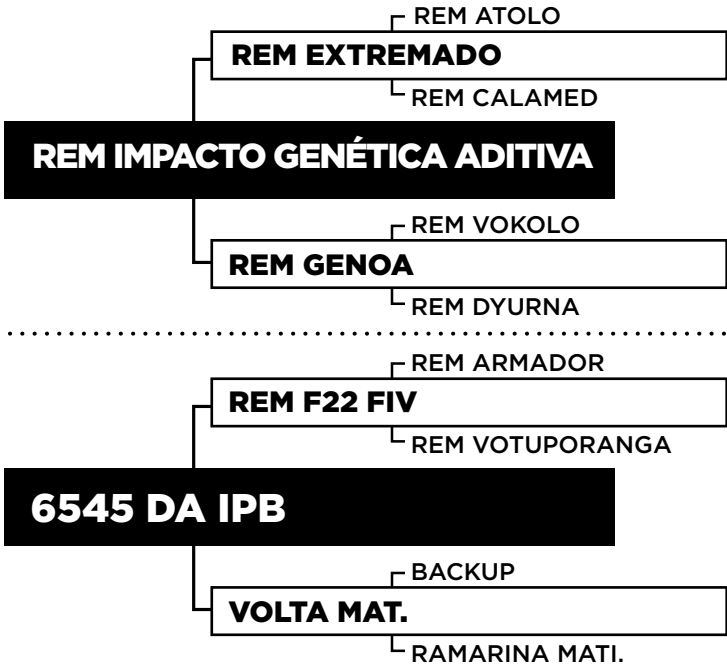 REM ATOLO
REM EXTREMADO
REM CALAMED
REM IMPACTO GENÉTICA ADITIVA
REM VOKOLO
REM GENOA
REM DYURNA
REM ARMADOR
REM F22 FIV
REM VOTUPORANGA
6545 DA IPB
BACKUP
VOLTA MAT.
RAMARINA MATI.